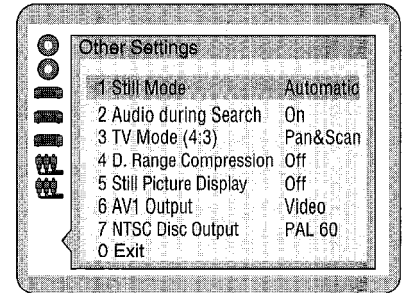 Other Settings
1 Still Mode Automatic
2 Audio during Search On
3 TV Mode (4:3) Pan&Scan
4 D. Range Compression Off
5 Still Picture Display Off
6 AV1 Output Video
7 NTSC Disc Output PAL 60
0 Exit